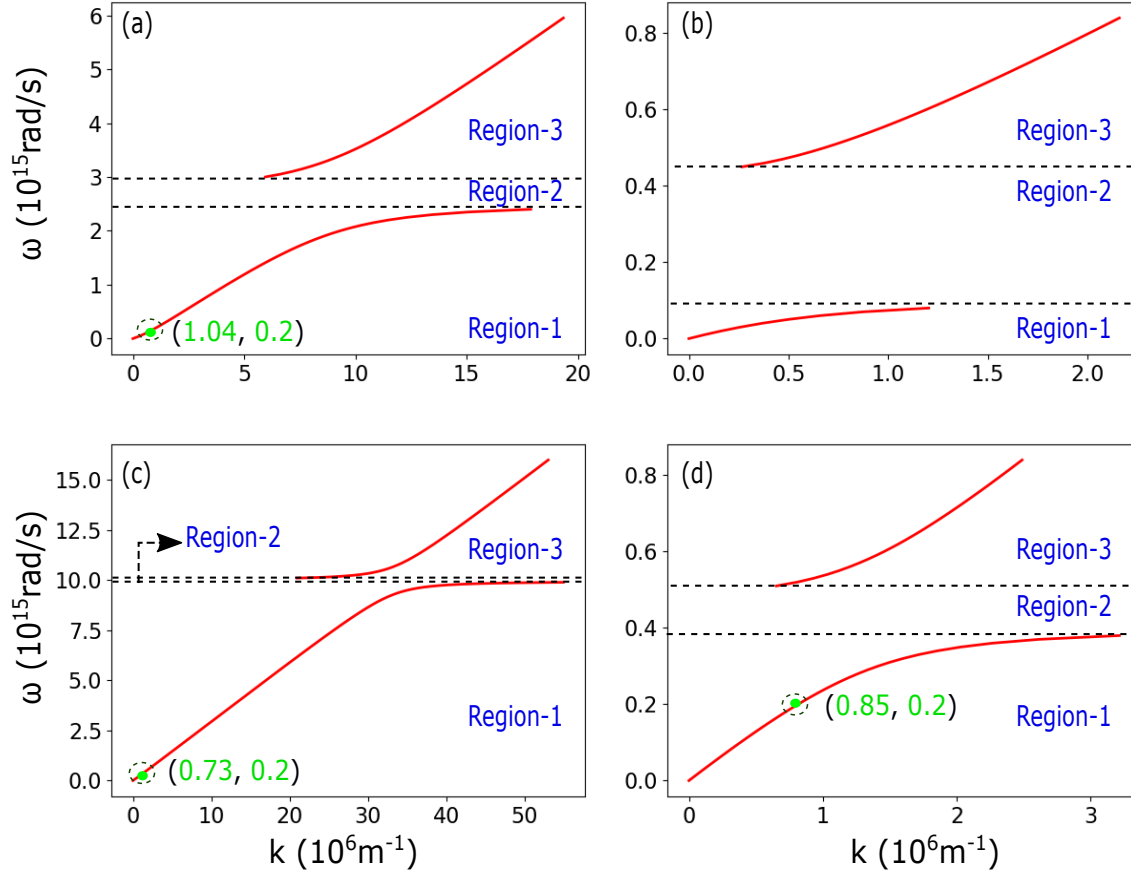 (a)
6
5
4
3
2
1
0
0 5 10 15 20
ω (10¹⁵rad/s)
Region-3
Region-2
Region-1
(1.04, 0.2)
(b)
0.8
0.6
0.4
0.2
0.0
0.0 0.5 1.0 1.5 2.0
Region-3
Region-2
Region-1
(c)
15.0
12.5
10.0
7.5
5.0
2.5
0.0
0 10 20 30 40 50
ω (10¹⁵rad/s)
k (10⁶m⁻¹)
Region-2
Region-3
Region-1
(0.73, 0.2)
(d)
0.8
0.6
0.4
0.2
0.0
0 1 2 3
k (10⁶m⁻¹)
Region-3
Region-2
Region-1
(0.85, 0.2)